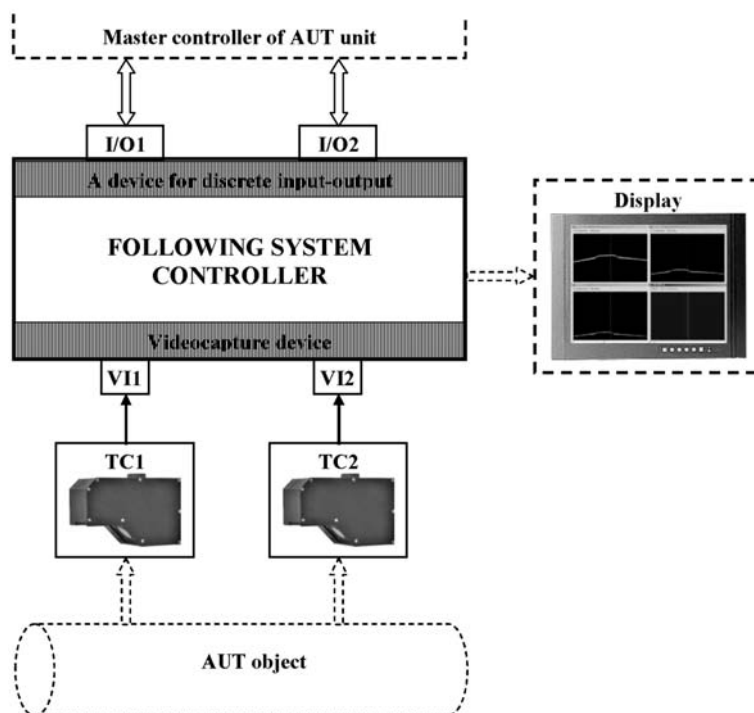 Master controller of AUT unit
I/O1
I/O2
A device for discrete input-output
Display
FOLLOWING SYSTEM
CONTROLLER
Videocapture device
VI1
VI2
TC1
TC2
AUT object